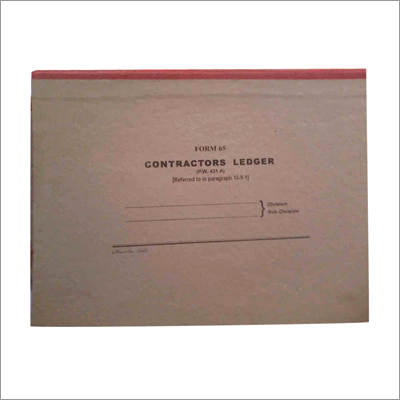 FORM 65
CONTRACTORS LEDGER
(P.W. 431 A)
[Referred to in paragraph 10.8.1]
Division
Sub-Division